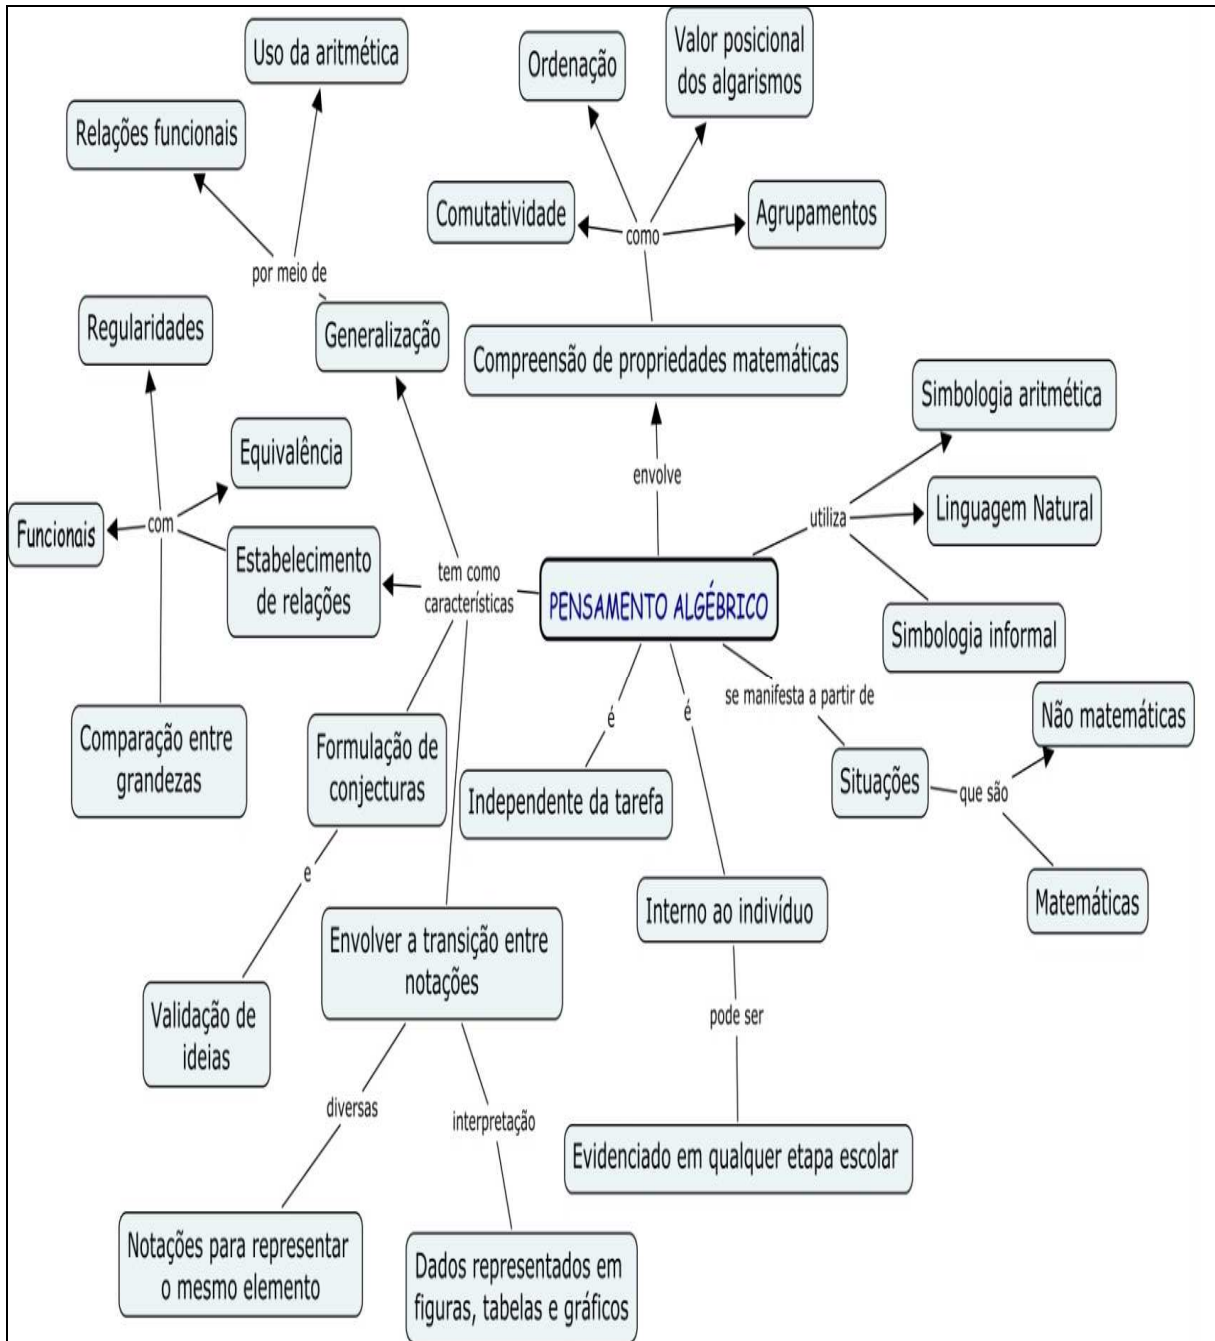 Uso da aritmética
Ordenação
Valor posicional
dos algarismos
Relações funcionais
Comutatividade
como
Agrupamentos
por meio de
Regularidades
Generalização
Compreensão de propriedades matemáticas
Simbologia aritmética
Equivalência
envolve
Funcionais
com
utiliza
Linguagem Natural
Estabelecimento
de relações
tem como
características
PENSAMENTO ALGÉBRICO
Simbologia informal
se manifesta a partir de
Não matemáticas
é
é
Comparação entre
grandezas
Formulação de
conjecturas
Independente da tarefa
Situações
que são
e
Interno ao indivíduo
Matemáticas
Envolver a transição entre
notações
Validação de
ideias
pode ser
diversas
interpretação
Evidenciado em qualquer etapa escolar
Notações para representar
o mesmo elemento
Dados representados em
figuras, tabelas e gráficos